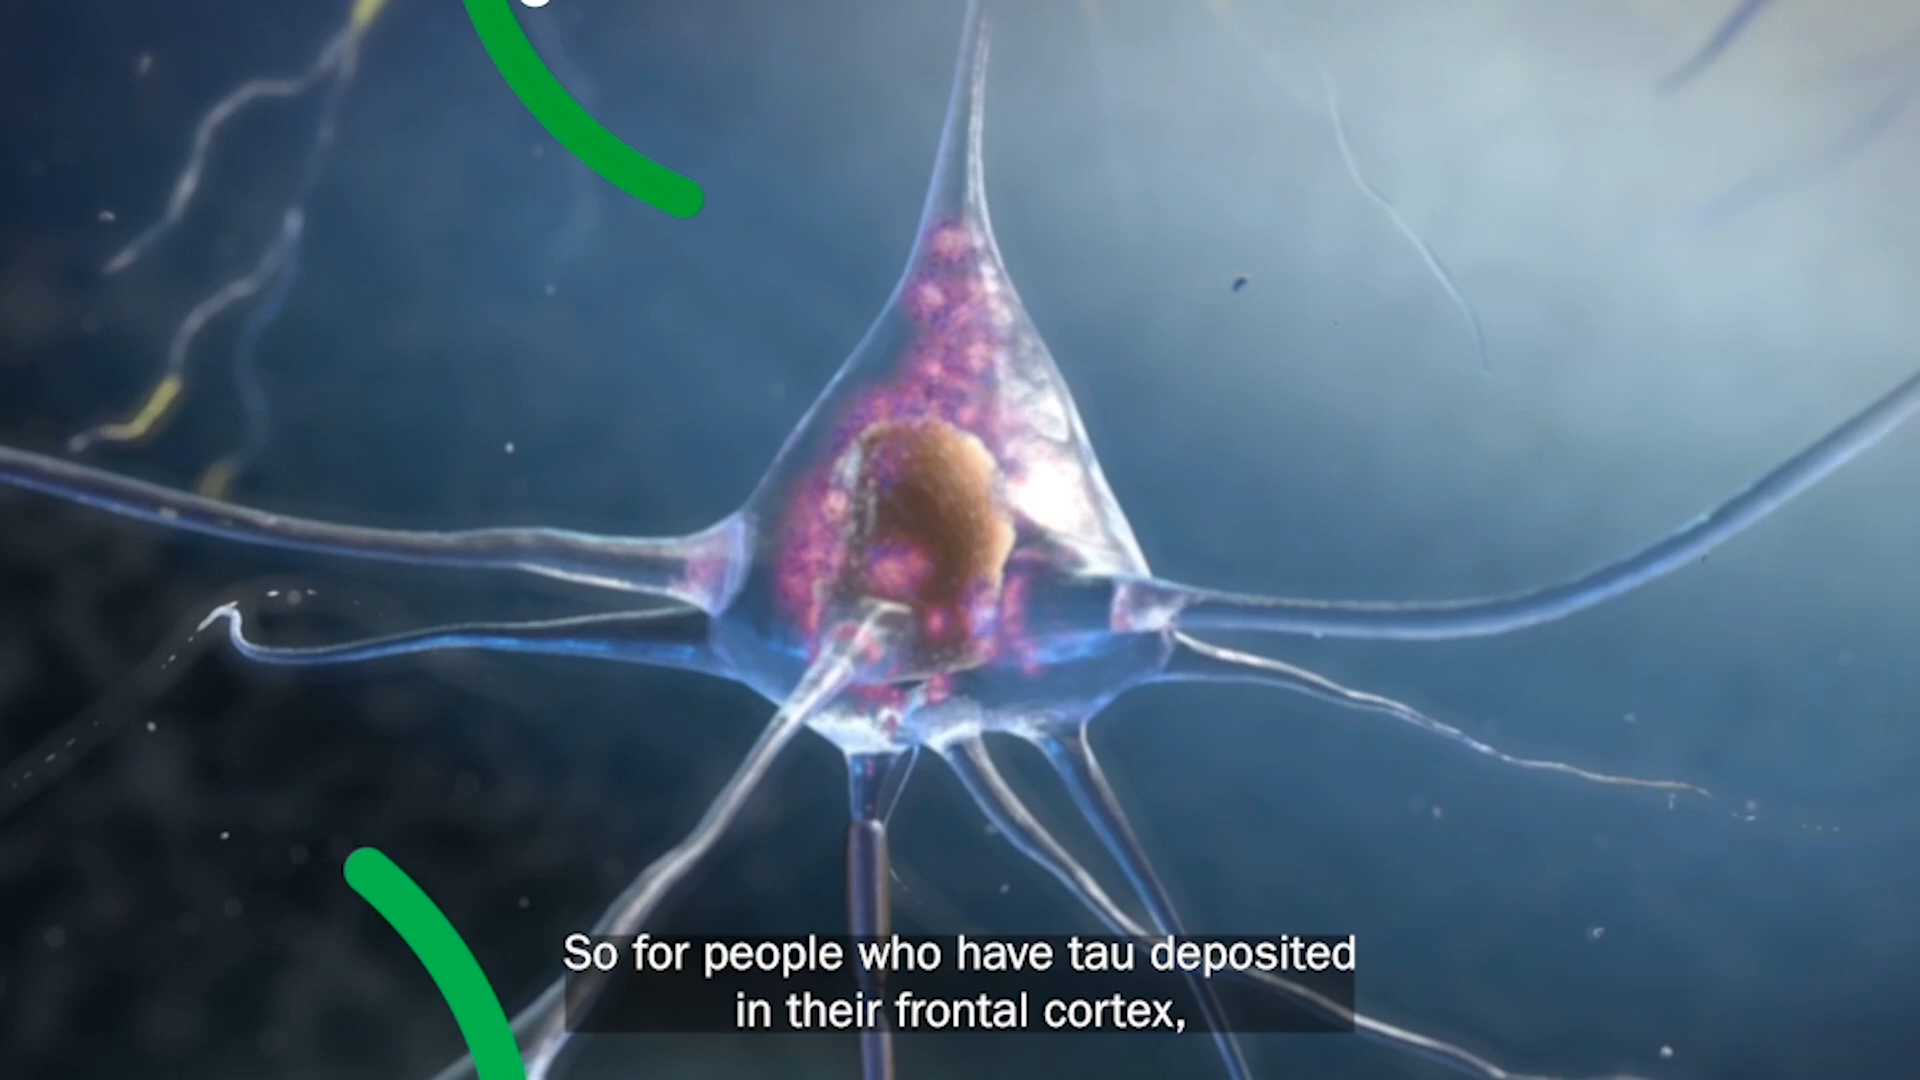 So for people who have tau deposited
in their frontal cortex,